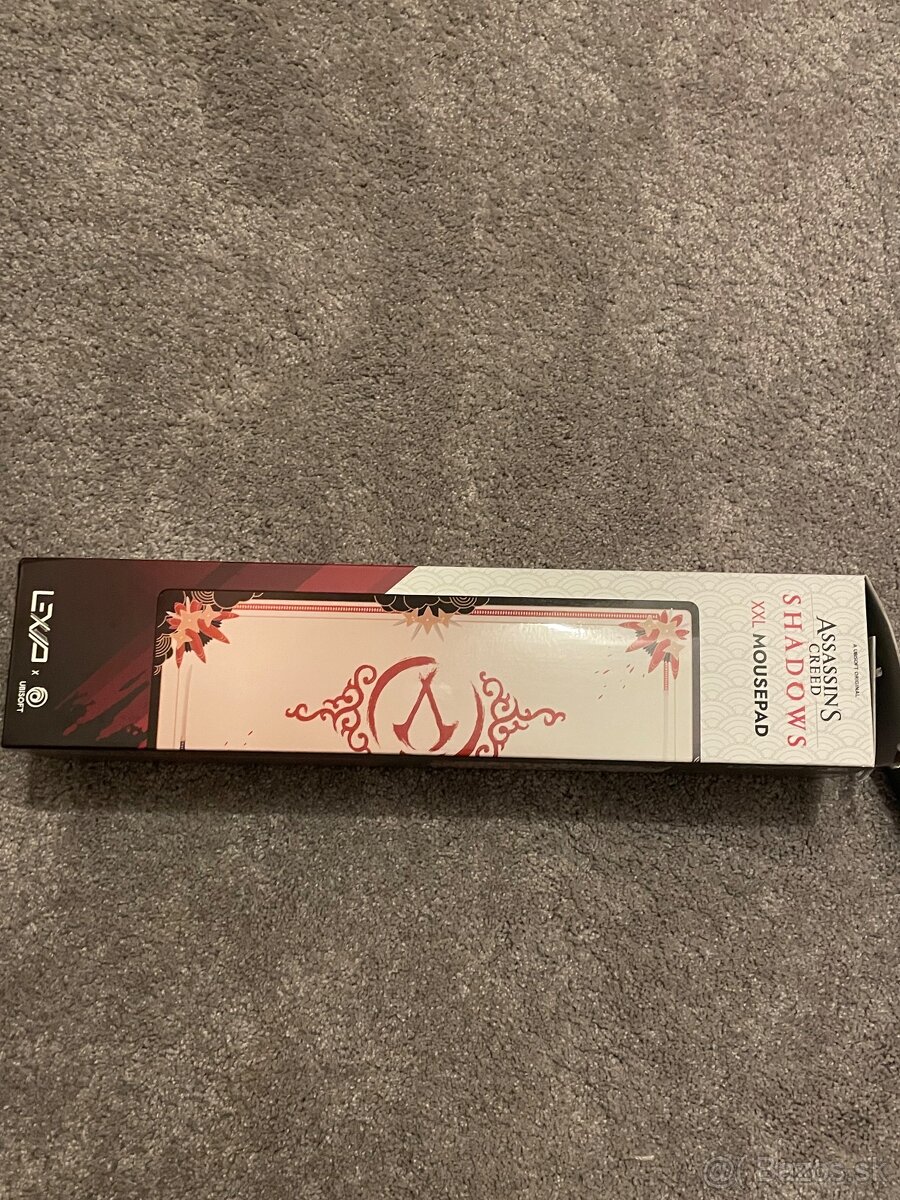 A UBISOFT ORIGINAL
ASSASSIN'S
CREED
SHADOWS
XXL MOUSEPAD
LEXIP X
UBISOFT
@ Bazos.sk